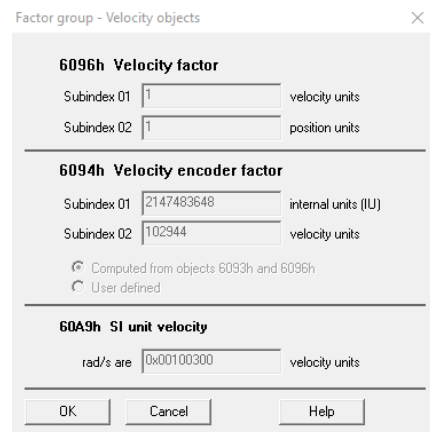 Factor group - Velocity objects
6096h Velocity factor
Subindex 01 1 velocity units
Subindex 02 1 position units
6094h Velocity encoder factor
Subindex 01 2147483648 internal units (IU)
Subindex 02 102944 velocity units
Computed from objects 6093h and 6096h
User defined
60A9h SI unit velocity
rad/s are 0x00100300 velocity units
OK Cancel Help